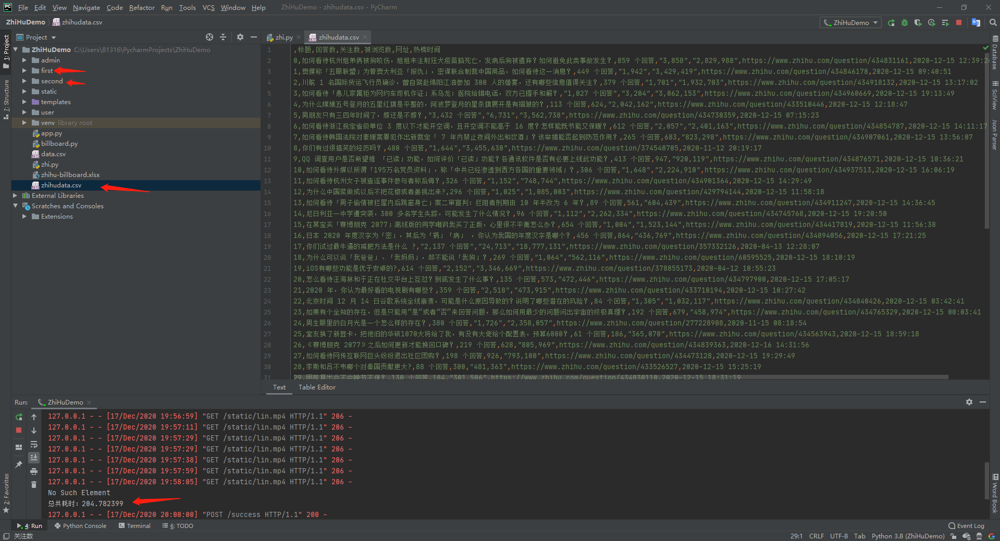 File Edit View Navigate Code Refactor Run Tools VCS Window Help ZhiHuDemo - zhihudata.csv - PyCharm
ZhiHuDemo zhihudata.csv
ZhiHuDemo
1: Project
7: Structure
2: Favorites
Project
ZhiHuDemo C:\Users\81316\PycharmProjects\ZhiHuDemo
admin
first
second
static
templates
user
venv library root
app.py
billboard.py
data.csv
zhi.py
zhihu-billboard.xlsx
zhihudata.csv
External Libraries
Scratches and Consoles
Extensions
zhi.py zhihudata.csv
1 ,标题,回答数,关注数,被浏览数,网址,热榜时间
2 0,如何看待杭州姐弟俩被狗咬伤，姐姐未注射狂犬疫苗脑死亡，发病后狗被遗弃？如何避免此类事故发生？,859 个回答,"3,858","2,829,988",https://www.zhihu.com/question/434831161,2020-12-15 12:39:2
3 1,澳媒称「五眼联盟」为替澳大利亚「报仇」，密谋联合制裁中国商品，如何看待这一消息？,449 个回答,"1,942","3,429,419",https://www.zhihu.com/question/434846178,2020-12-15 09:40:51
4 2,川航 1 名国际货运飞行员确诊，曾自驾赴绵阳江油参加 300 人的婚宴，还有哪些信息值得关注？,379 个回答,"1,701","1,932,703",https://www.zhihu.com/question/434918132,2020-12-15 13:17:02
5 3,如何看待「患儿家属拒为网约车司机作证」系乌龙：医院给错电话，双方已握手和解？,"1,027 个回答","3,204","3,062,153",https://www.zhihu.com/question/434960669,2020-12-15 19:13:49
6 4,为什么嫦娥五号登月的五星红旗是平整的，阿波罗登月的星条旗展开是有褶皱的？,113 个回答,624,"2,042,162",https://www.zhihu.com/question/433510446,2020-12-15 12:18:47
7 5,男朋友只有三四年时间了，嫁还是不嫁？,"3,432 个回答","6,731","3,562,738",https://www.zhihu.com/question/434730359,2020-12-15 07:15:23
8 6,如何看待浙江规定省级单位 3 度以下才能开空调，且开空调不能高于 16 度？怎样能既节能又保暖？,612 个回答,"2,057","2,401,163",https://www.zhihu.com/question/434854787,2020-12-15 14:11:17
9 7,如何看待韩国法院对素媛案罪犯作出新裁定「 7 年内禁止夜间外出和饮酒」？该举措能否起到防范作用？,265 个回答,683,"823,298",https://www.zhihu.com/question/434907061,2020-12-15 13:56:07
10 8,你们有过很搞笑的经历吗？,480 个回答,"1,644","3,455,630",https://www.zhihu.com/question/374540705,2020-11-12 20:19:17
11 9,QQ 调查用户是否希望推 「已读」功能，如何评价「已读」功能？各通讯软件是否有必要上线此功能？,413 个回答,947,"920,119",https://www.zhihu.com/question/434876571,2020-12-15 10:36:21
12 10,如何看待外媒以所谓「195万名党员资料」，称「中共已经渗透到西方各国的重要领域」？,306 个回答,"1,648","2,224,910",https://www.zhihu.com/question/434937513,2020-12-15 16:06:19
13 11,如何看待杭州女子被造谣事件参与者称后悔？,326 个回答,"1,152","748,744",https://www.zhihu.com/question/434901364,2020-12-15 14:29:49
14 12,为什么中国菜做成以后不把花椒或者姜挑出来?,296 个回答,"1,025","1,085,003",https://www.zhihu.com/question/429794144,2020-12-15 11:58:18
15 13,如何看待「男子偷情被拦屋内后跳窗身亡」案二审宣判：拦阻者刑期由 10 年半改为 6 年？,89 个回答,561,"604,439",https://www.zhihu.com/question/434911247,2020-12-15 14:36:45
16 14,尼日利亚一中学遭突袭，300 多名学生失踪，可能发生了什么情况？,96 个回答,"1,112","2,262,334",https://www.zhihu.com/question/434745768,2020-12-15 19:20:50
17 15,在某宝买「赛博朋克 2077」离线版的同学嘲讽我买了正版，心里很不平衡怎么办？,654 个回答,"1,004","1,523,144",https://www.zhihu.com/question/434417819,2020-12-15 11:56:38
18 16,日本 2020 年度汉字为「密」，其后为「祸」「病」 ，你认为我国的年度汉字是哪个？,456 个回答,864,"436,769",https://www.zhihu.com/question/434894056,2020-12-15 17:21:25
19 17,你们试过最牛逼的减肥方法是什么 ?,"2,137 个回答","24,713","18,777,131",https://www.zhihu.com/question/357332126,2020-04-13 12:28:07
20 18,为什么可以说「我爸爸」、「我妈妈」，却不能说「我狗」？,269 个回答,"1,064","562,116",https://www.zhihu.com/question/60595525,2020-12-15 18:10:19
21 19,iOS有哪些功能是优于安卓的?,614 个回答,"2,152","3,346,669",https://www.zhihu.com/question/378855173,2020-04-12 10:55:23
22 20,怎么看待汪海林和于正在社交平台上互怼？到底发生了什么事？,135 个回答,573,"472,446",https://www.zhihu.com/question/434797900,2020-12-15 17:05:17
23 21,2020 年，你认为最好看的电视剧有哪些？,359 个回答,"2,518","473,915",https://www.zhihu.com/question/433710194,2020-12-15 10:27:42
24 22,北京时间 12 月 14 日谷歌系统全线崩溃，可能是什么原因导致的？说明了哪些潜在的风险？,84 个回答,"1,305","1,032,117",https://www.zhihu.com/question/434840426,2020-12-15 03:42:41
25 23,如果有个全知的存在，但是只能用“是”或者“否”来回答问题，那么如何用最少的问题问出宇宙的终极真理？,192 个回答,679,"458,974",https://www.zhihu.com/question/434765329,2020-12-15 00:03:41
26 24,男生眼里的白月光是一个怎么样的存在？,380 个回答,"1,726","2,358,057",https://www.zhihu.com/question/277228908,2020-11-15 08:18:54
27 25,室友换了新显卡，把他旧的华硕1070大将给了我，有没有大佬给个配置表，预算6000？,61 个回答,186,"365,070",https://www.zhihu.com/question/434563943,2020-12-15 18:59:18
28 26,《赛博朋克 2077》之后如何更新才能挽回口碑？,219 个回答,628,"805,969",https://www.zhihu.com/question/434839363,2020-12-16 14:31:56
29 27,如何看待网传互联网巨头纷纷退出社区团购？,198 个回答,926,"793,100",https://www.zhihu.com/question/434473128,2020-12-15 19:29:49
30 28,李斯和吕不韦哪个对秦国贡献更大?,88 个回答,300,"481,363",https://www.zhihu.com/question/433526527,2020-12-15 15:25:19
31 29,明凯复出会不会晚节不保？,130 个回答,184,"301,506",https://www.zhihu.com/question/434830110,2020-12-15 18:31:19
Text Table Editor
Database
SciView
Json Parser
Word Book
Run: ZhiHuDemo
127.0.0.1 - - [17/Dec/2020 19:56:59] "GET /static/lin.mp4 HTTP/1.1" 206 -
127.0.0.1 - - [17/Dec/2020 19:57:11] "GET /static/lin.mp4 HTTP/1.1" 206 -
127.0.0.1 - - [17/Dec/2020 19:57:29] "GET /static/lin.mp4 HTTP/1.1" 206 -
127.0.0.1 - - [17/Dec/2020 19:57:29] "GET /static/lin.mp4 HTTP/1.1" 206 -
127.0.0.1 - - [17/Dec/2020 19:57:38] "GET /static/lin.mp4 HTTP/1.1" 206 -
127.0.0.1 - - [17/Dec/2020 19:57:59] "GET /static/lin.mp4 HTTP/1.1" 206 -
127.0.0.1 - - [17/Dec/2020 19:58:05] "GET /static/lin.mp4 HTTP/1.1" 206 -
No Such Element
总共耗时：204.782399
127.0.0.1 - - [17/Dec/2020 20:00:00] "POST /success HTTP/1.1" 200 -
4: Run Python Console Terminal 6: TODO Event Log
关注数 29:1 CRLF UTF-8 Tab Python 3.8 (ZhiHuDemo)